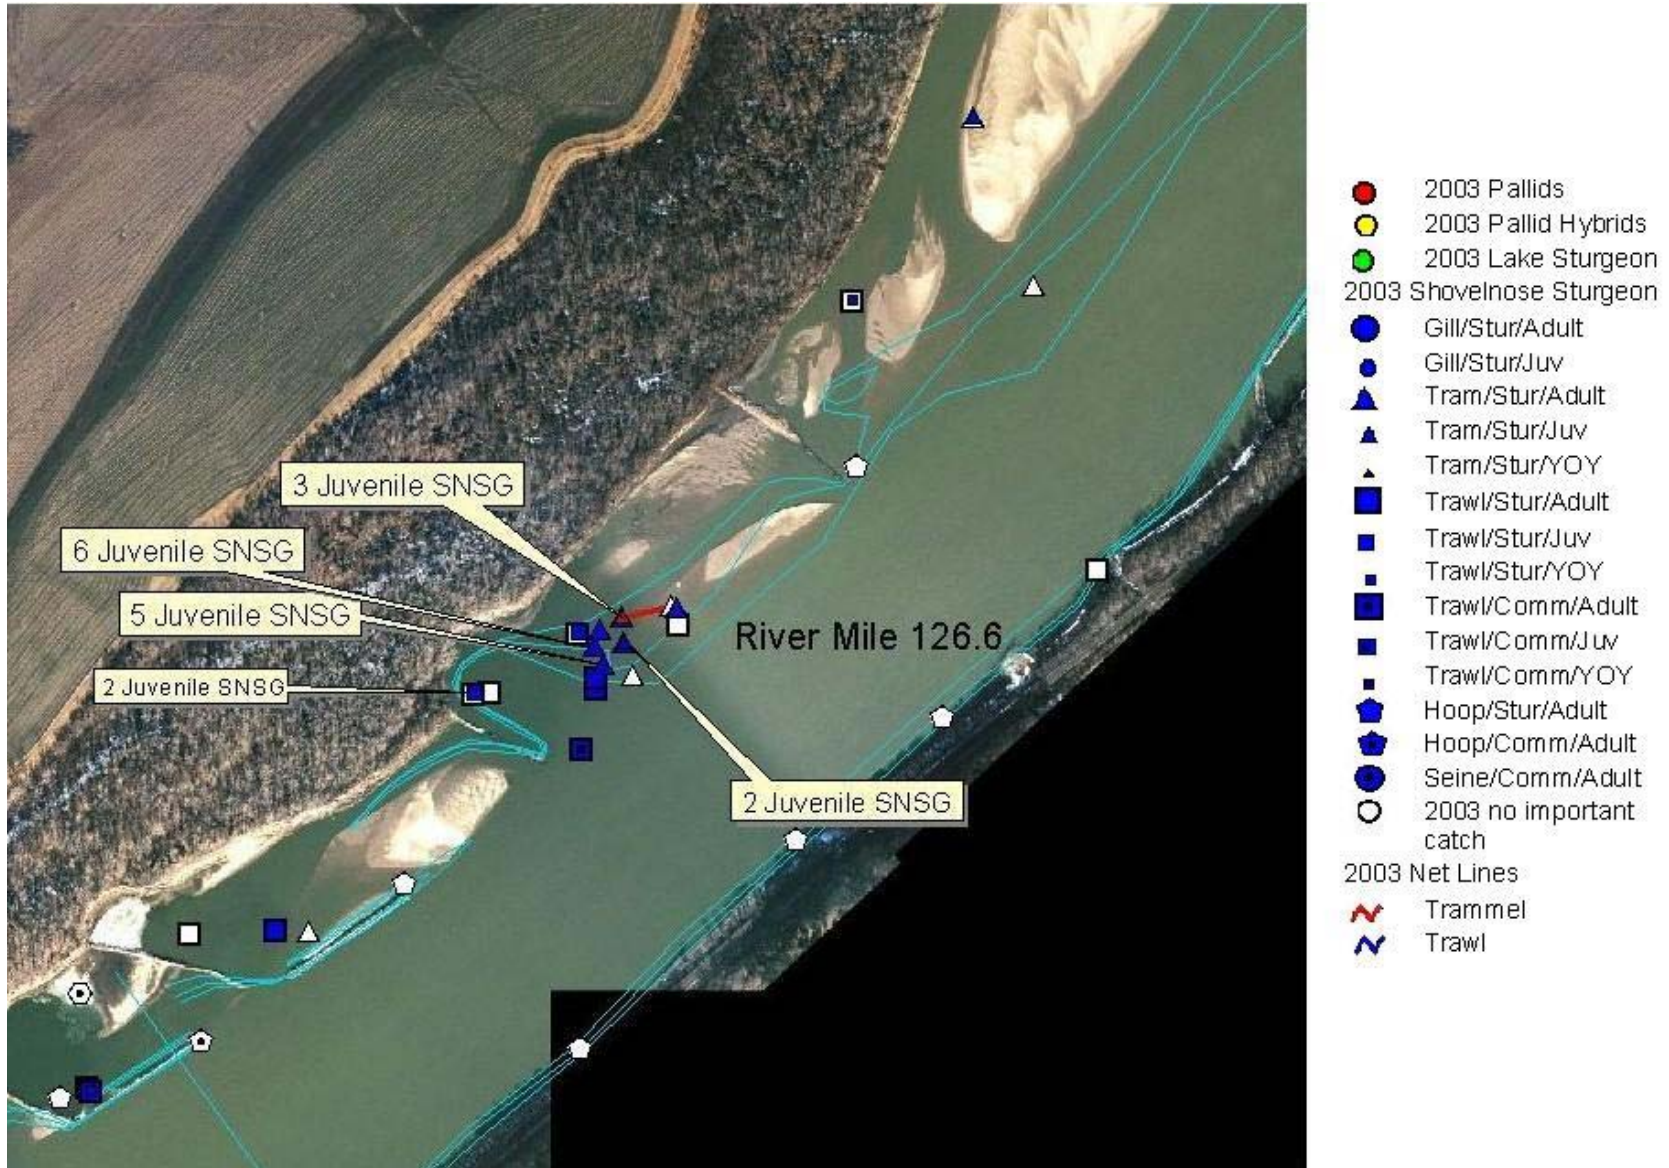 3 Juvenile SNSG
6 Juvenile SNSG
5 Juvenile SNSG
2 Juvenile SNSG
River Mile 126.6
2 Juvenile SNSG
2003 Pallids
2003 Pallid Hybrids
2003 Lake Sturgeon
2003 Shovelnose Sturgeon
Gill/Stur/Adult
Gill/Stur/Juv
Tram/Stur/Adult
Tram/Stur/Juv
Tram/Stur/YOY
Trawl/Stur/Adult
Trawl/Stur/Juv
Trawl/Stur/YOY
Trawl/Comm/Adult
Trawl/Comm/Juv
Trawl/Comm/YOY
Hoop/Stur/Adult
Hoop/Comm/Adult
Seine/Comm/Adult
2003 no important
catch
2003 Net Lines
Trammel
Trawl